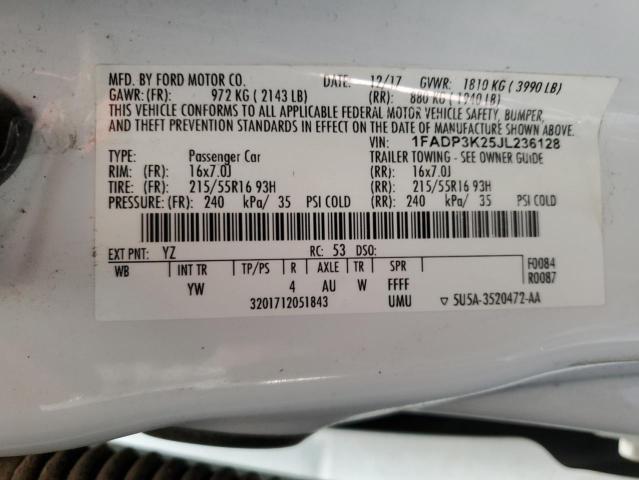 MFD. BY FORD MOTOR CO. DATE: 12/17 GVWR: 1810 KG ( 3990 LB)
GAWR: (FR): 972 KG ( 2143 LB) (RR): 880 KG ( 1940 LB)
THIS VEHICLE CONFORMS TO ALL APPLICABLE FEDERAL MOTOR VEHICLE SAFETY, BUMPER,
AND THEFT PREVENTION STANDARDS IN EFFECT ON THE DATE OF MANUFACTURE SHOWN ABOVE.
VIN: 1FADP3K25JL236128
TYPE: Passenger Car TRAILER TOWING - SEE OWNER GUIDE
RIM: (FR): 16x7.0J (RR): 16x7.0J
TIRE: (FR): 215/55R16 93H (RR): 215/55R16 93H
PRESSURE: (FR): 240 kPa/ 35 PSI COLD (RR): 240 kPa/ 35 PSI COLD
EXT PNT: YZ RC: 53 DSO: F0084
WB INT TR TP/PS R AXLE TR SPR R0087
YW 4 AU W FFFF
3201712051843 UMU ▽ 5U5A-3520472-AA